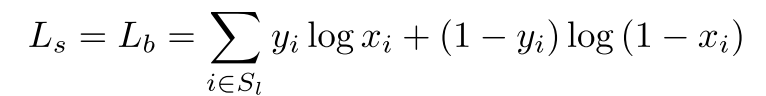 $L_s = L_b = \sum_{i \in S_l} y_i \log x_i + (1 - y_i) \log (1 - x_i)$